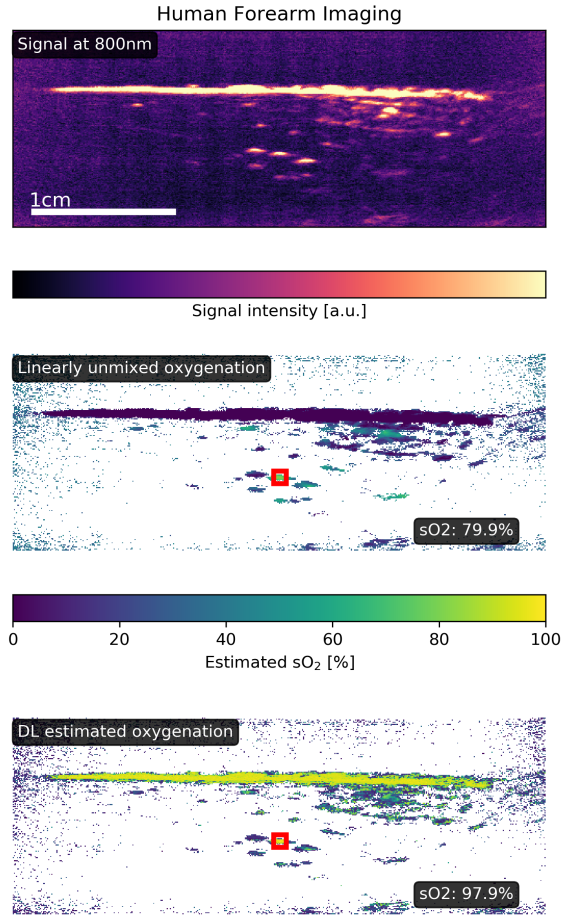 Human Forearm Imaging
Signal at 800nm
1cm
Signal intensity [a.u.]
Linearly unmixed oxygenation
sO2: 79.9%
0 20 40 60 80 100
Estimated sO₂ [%]
DL estimated oxygenation
sO2: 97.9%